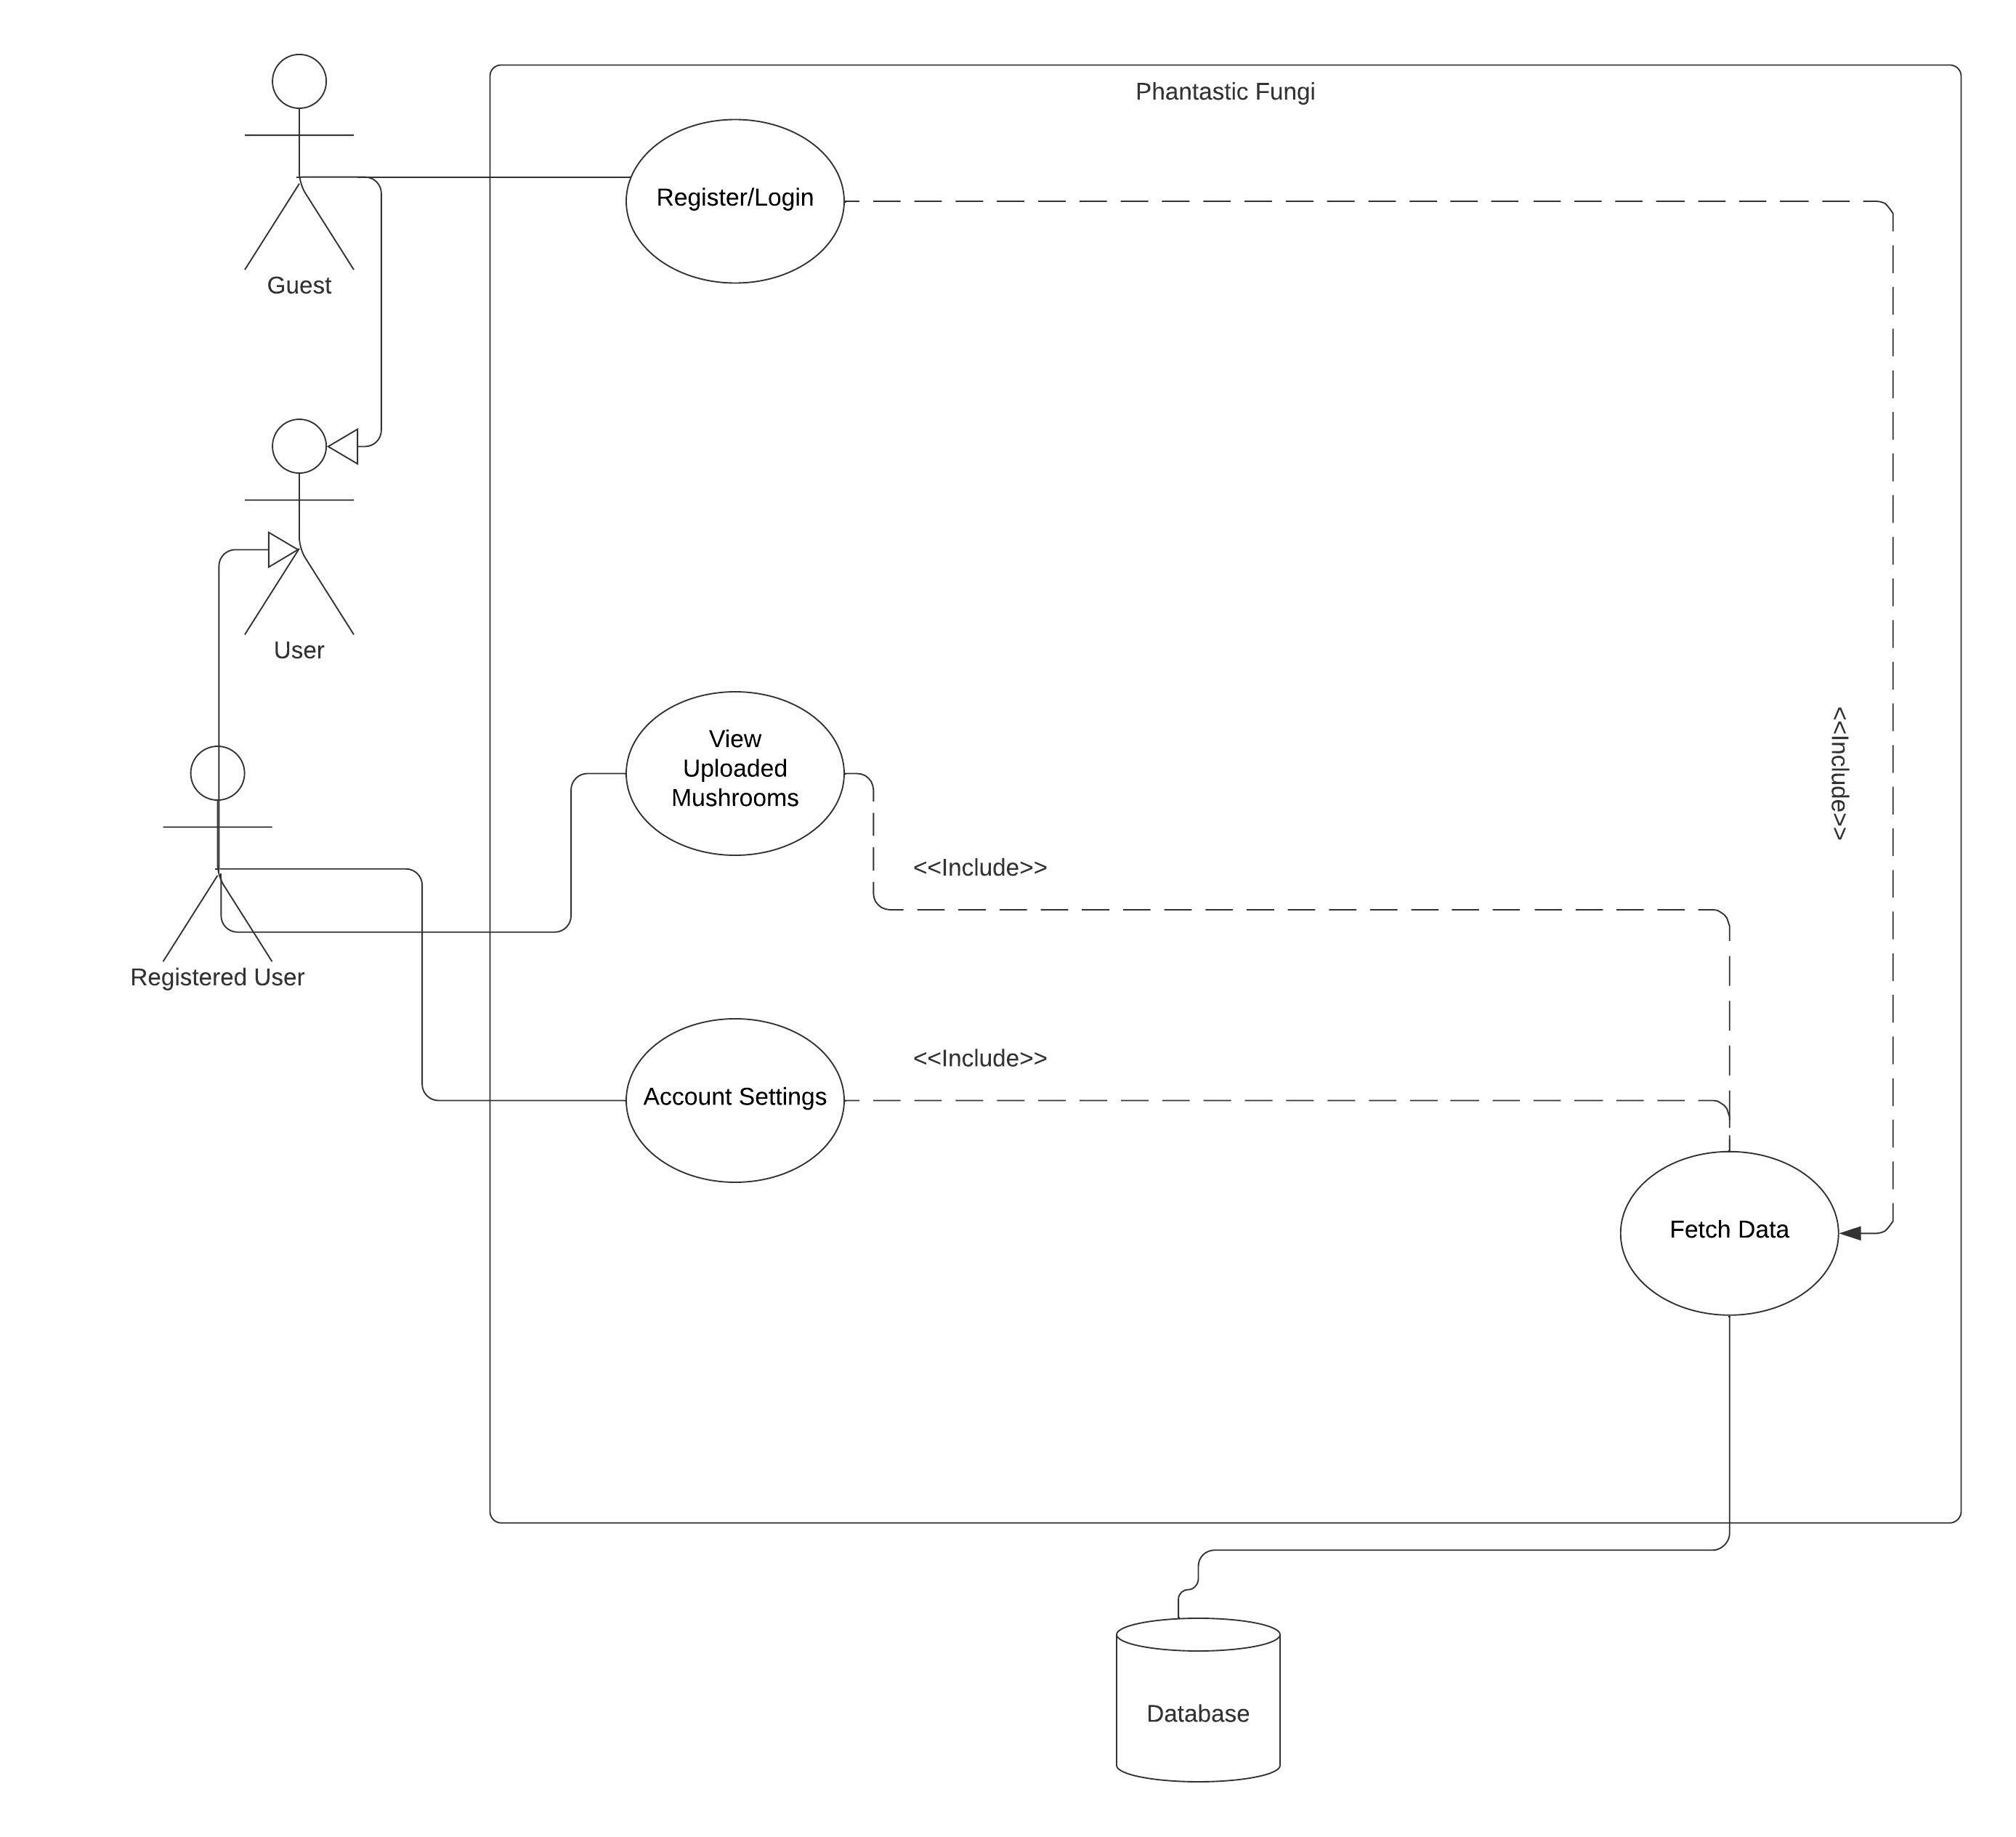 Phantastic Fungi
Register/Login
Guest
User
View
Uploaded
Mushrooms
<<Include>>
<<Include>>
Registered User
<<Include>>
Account Settings
Fetch Data
Database